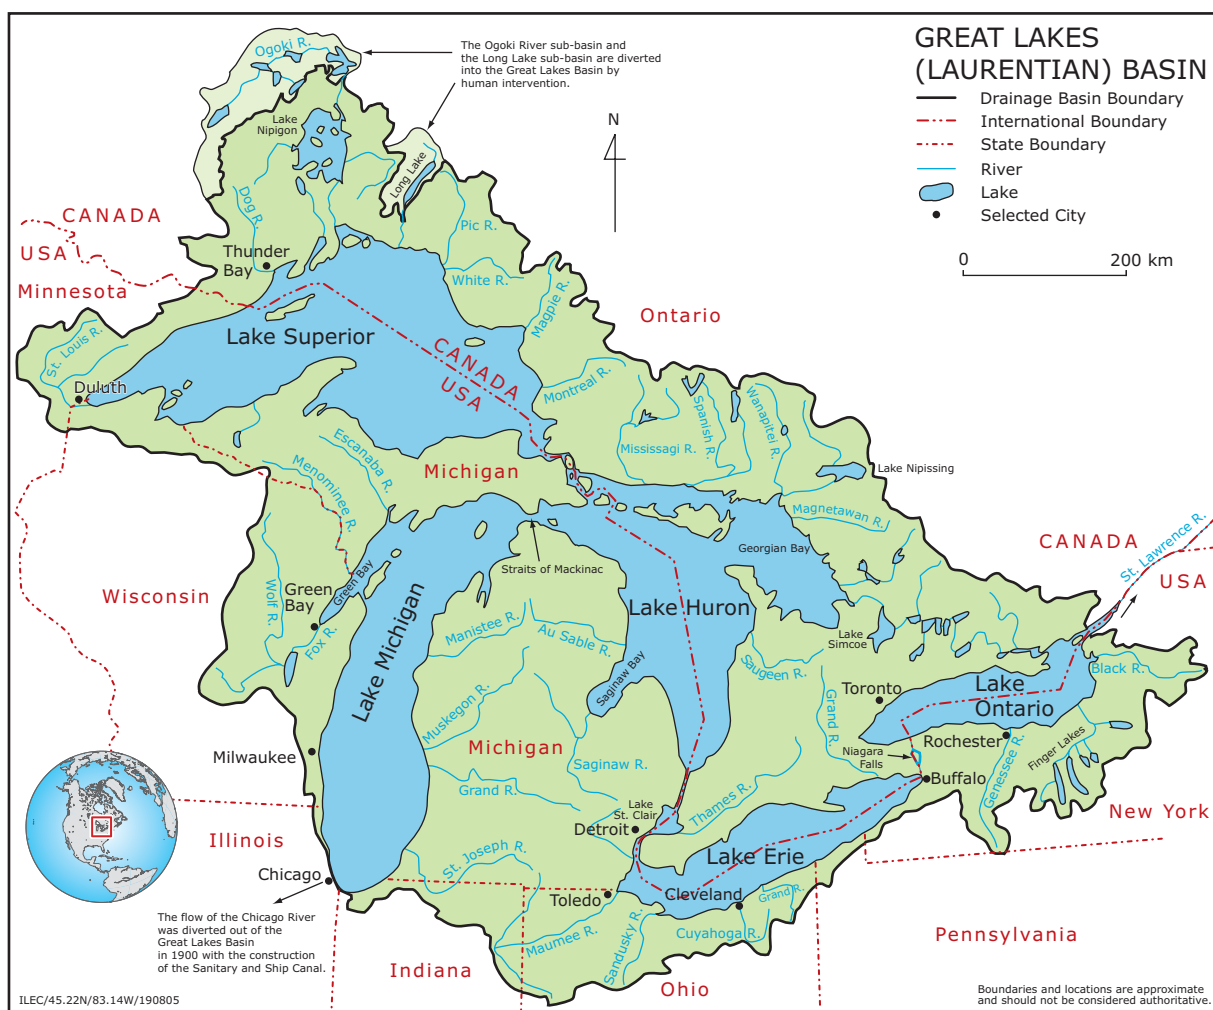 GREAT LAKES
(LAURENTIAN) BASIN
Drainage Basin Boundary
International Boundary
State Boundary
River
Lake
Selected City
0
200 km
N
The Ogoki River sub-basin and
the Long Lake sub-basin are diverted
into the Great Lakes Basin by
human intervention.
Ogoki R.
Lake
Nipigon
Long Lake
Dog R.
Pic R.
White R.
Magpie R.
CANADA
USA
Minnesota
Thunder
Bay
Ontario
Lake Superior
CANADA
USA
St. Louis R.
Duluth
Montreal R.
Mississagi R.
Spanish R.
Wanapitei R.
Lake Nipissing
Escanaba R.
Menominee R.
Michigan
Magnetawan R.
Georgian Bay
Straits of Mackinac
CANADA
USA
St. Lawrence R.
Wisconsin
Wolf R.
Green
Bay
Green Bay
Fox R.
Lake Michigan
Lake Huron
Manistee R.
Au Sable R.
Saginaw Bay
Lake
Simcoe
Saugeen R.
Muskegon R.
Michigan
Saginaw R.
Grand R.
Grand R.
Toronto
Lake
Ontario
Black R.
Niagara
Falls
Rochester
Genessee R.
Finger Lakes
Buffalo
Milwaukee
Lake
St. Clair
Detroit
Thames R.
New York
Illinois
Chicago
St. Joseph R.
Lake Erie
Toledo
Cleveland
Grand R.
Maumee R.
Sandusky R.
Cuyahoga R.
Pennsylvania
Indiana
Ohio
The flow of the Chicago River
was diverted out of the
Great Lakes Basin
in 1900 with the construction
of the Sanitary and Ship Canal.
ILEC/45.22N/83.14W/190805
Boundaries and locations are approximate
and should not be considered authoritative.